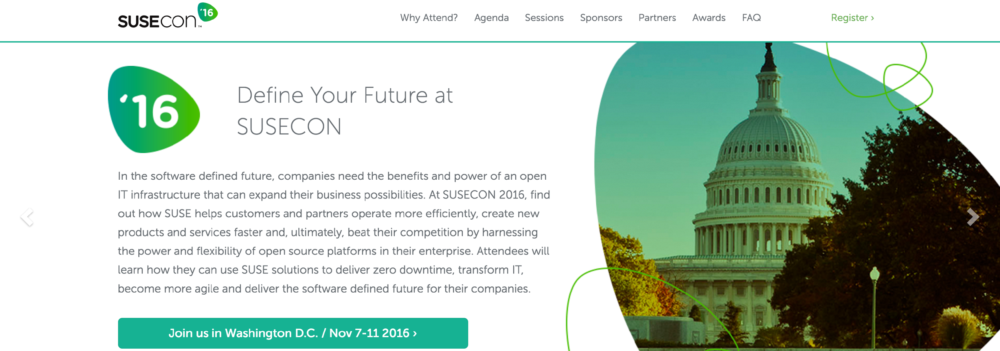 SUSECON™ '16
Why Attend? Agenda Sessions Sponsors Partners Awards FAQ Register ›
'16
Define Your Future at
SUSECON
In the software defined future, companies need the benefits and power of an open
IT infrastructure that can expand their business possibilities. At SUSECON 2016, find
out how SUSE helps customers and partners operate more efficiently, create new
products and services faster and, ultimately, beat their competition by harnessing
the power and flexibility of open source platforms in their enterprise. Attendees will
learn how they can use SUSE solutions to deliver zero downtime, transform IT,
become more agile and deliver the software defined future for their companies.
Join us in Washington D.C. / Nov 7-11 2016 ›